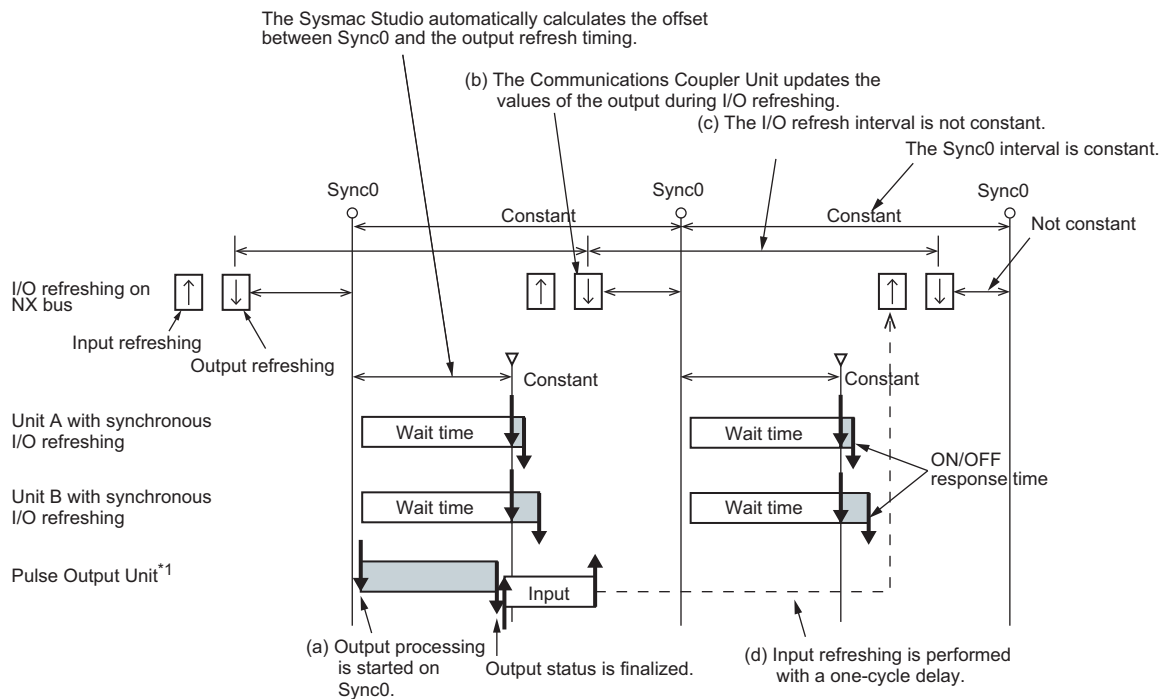 The Sysmac Studio automatically calculates the offset
between Sync0 and the output refresh timing.
(b) The Communications Coupler Unit updates the
values of the output during I/O refreshing.
(c) The I/O refresh interval is not constant.
The Sync0 interval is constant.
Sync0
Sync0
Sync0
Constant
Constant
Not constant
I/O refreshing on
NX bus
Input refreshing
Output refreshing
Constant
Constant
Unit A with synchronous
I/O refreshing
Wait time
Wait time
ON/OFF
response time
Unit B with synchronous
I/O refreshing
Wait time
Wait time
Pulse Output Unit*1
Input
(a) Output processing
is started on
Sync0.
Output status is finalized.
(d) Input refreshing is performed
with a one-cycle delay.